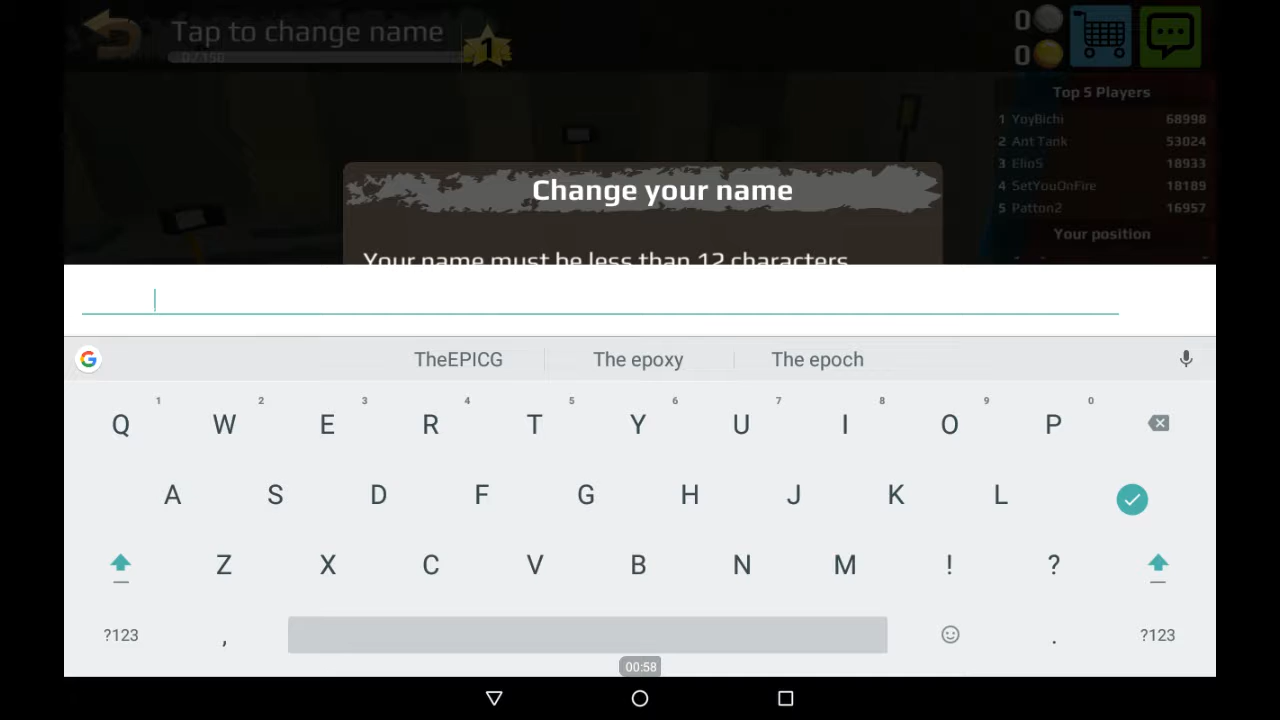 Tap to change name
0 / 150
1
0
0
Top 5 Players
1 YoyBichi 68998
2 Ant Tank 53024
3 ElioS 18933
4 SetYouOnFire 18189
5 Patton2 16957
Your position
Change your name
Your name must be less than 12 characters
G TheEPICG The epoxy The epoch
1 2 3 4 5 6 7 8 9 0
Q W E R T Y U I O P
A S D F G H J K L
Z X C V B N M ! ?
?123 , . ?123
00:58